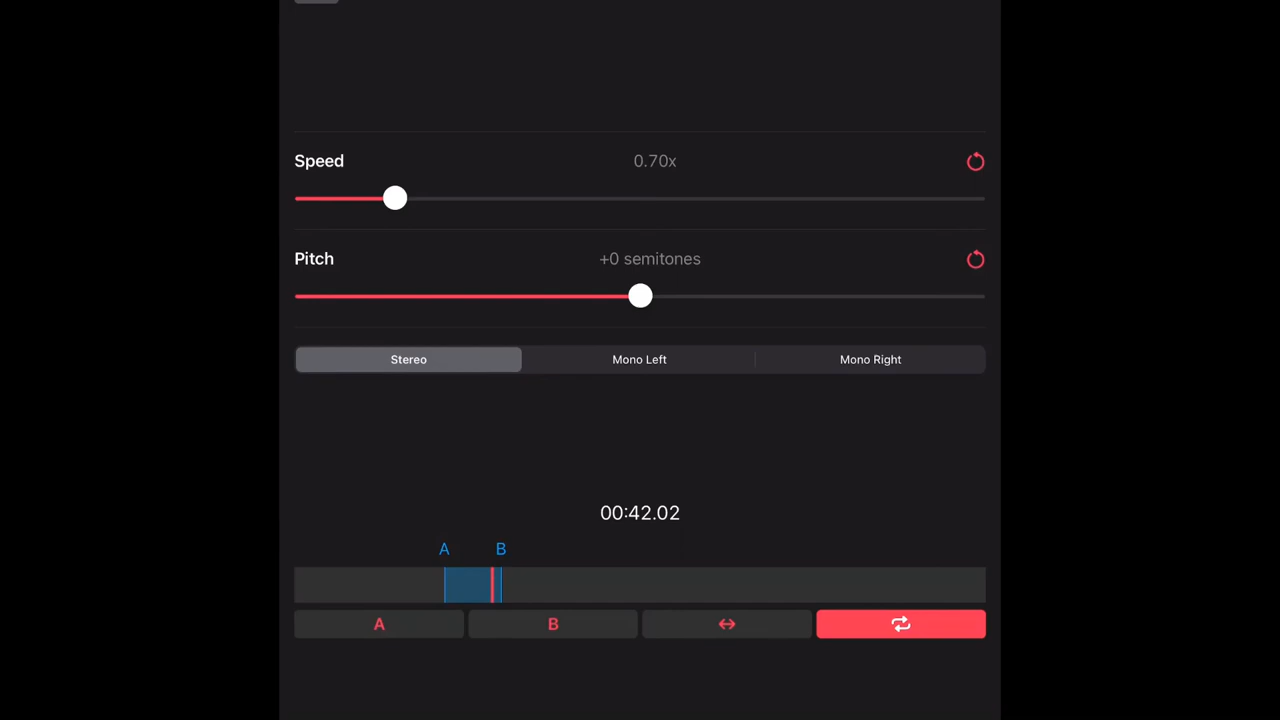 Speed 0.70x
Pitch +0 semitones
Stereo Mono Left Mono Right
00:42.02
A B
A B